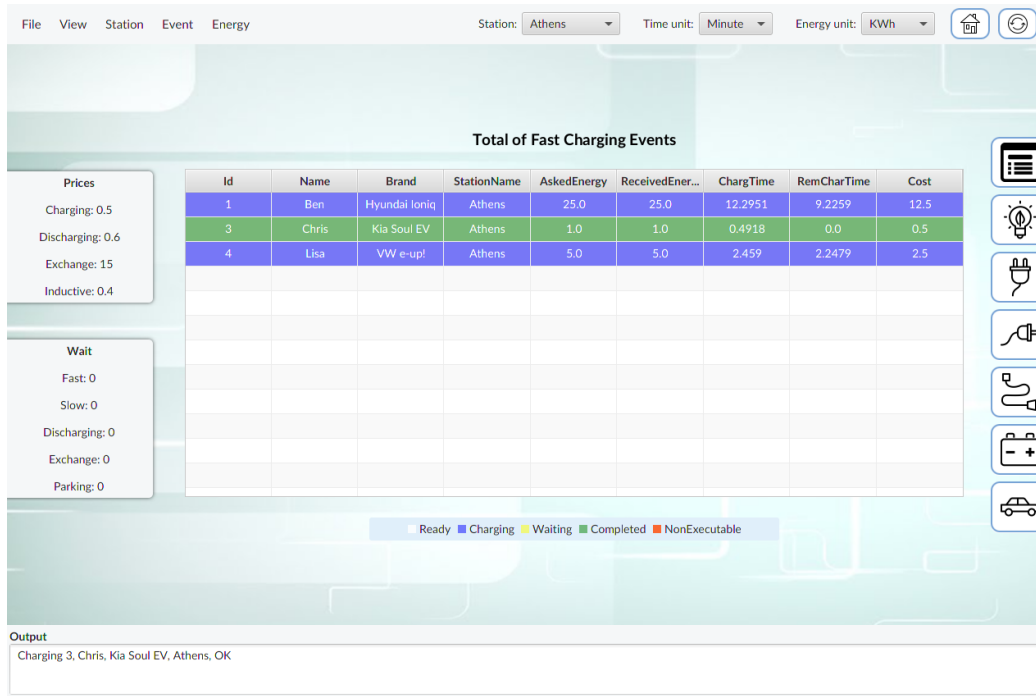 File View Station Event Energy Station: Athens Time unit: Minute Energy unit: KWh
Total of Fast Charging Events
Prices
Charging: 0.5
Discharging: 0.6
Exchange: 15
Inductive: 0.4
Wait
Fast: 0
Slow: 0
Discharging: 0
Exchange: 0
Parking: 0
Id Name Brand StationName AskedEnergy ReceivedEner... ChargTime RemCharTime Cost
1 Ben Hyundai Ioniq Athens 25.0 25.0 12.2951 9.2259 12.5
3 Chris Kia Soul EV Athens 1.0 1.0 0.4918 0.0 0.5
4 Lisa VW e-up! Athens 5.0 5.0 2.459 2.2479 2.5
Ready Charging Waiting Completed NonExecutable
Output
Charging 3, Chris, Kia Soul EV, Athens, OK